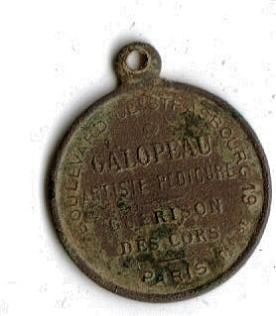 BOULEVARD DE STRASBOURG 19
GALOPEAU
ARTISTE PEDICURE
GUERISON
DES CORS
PARIS